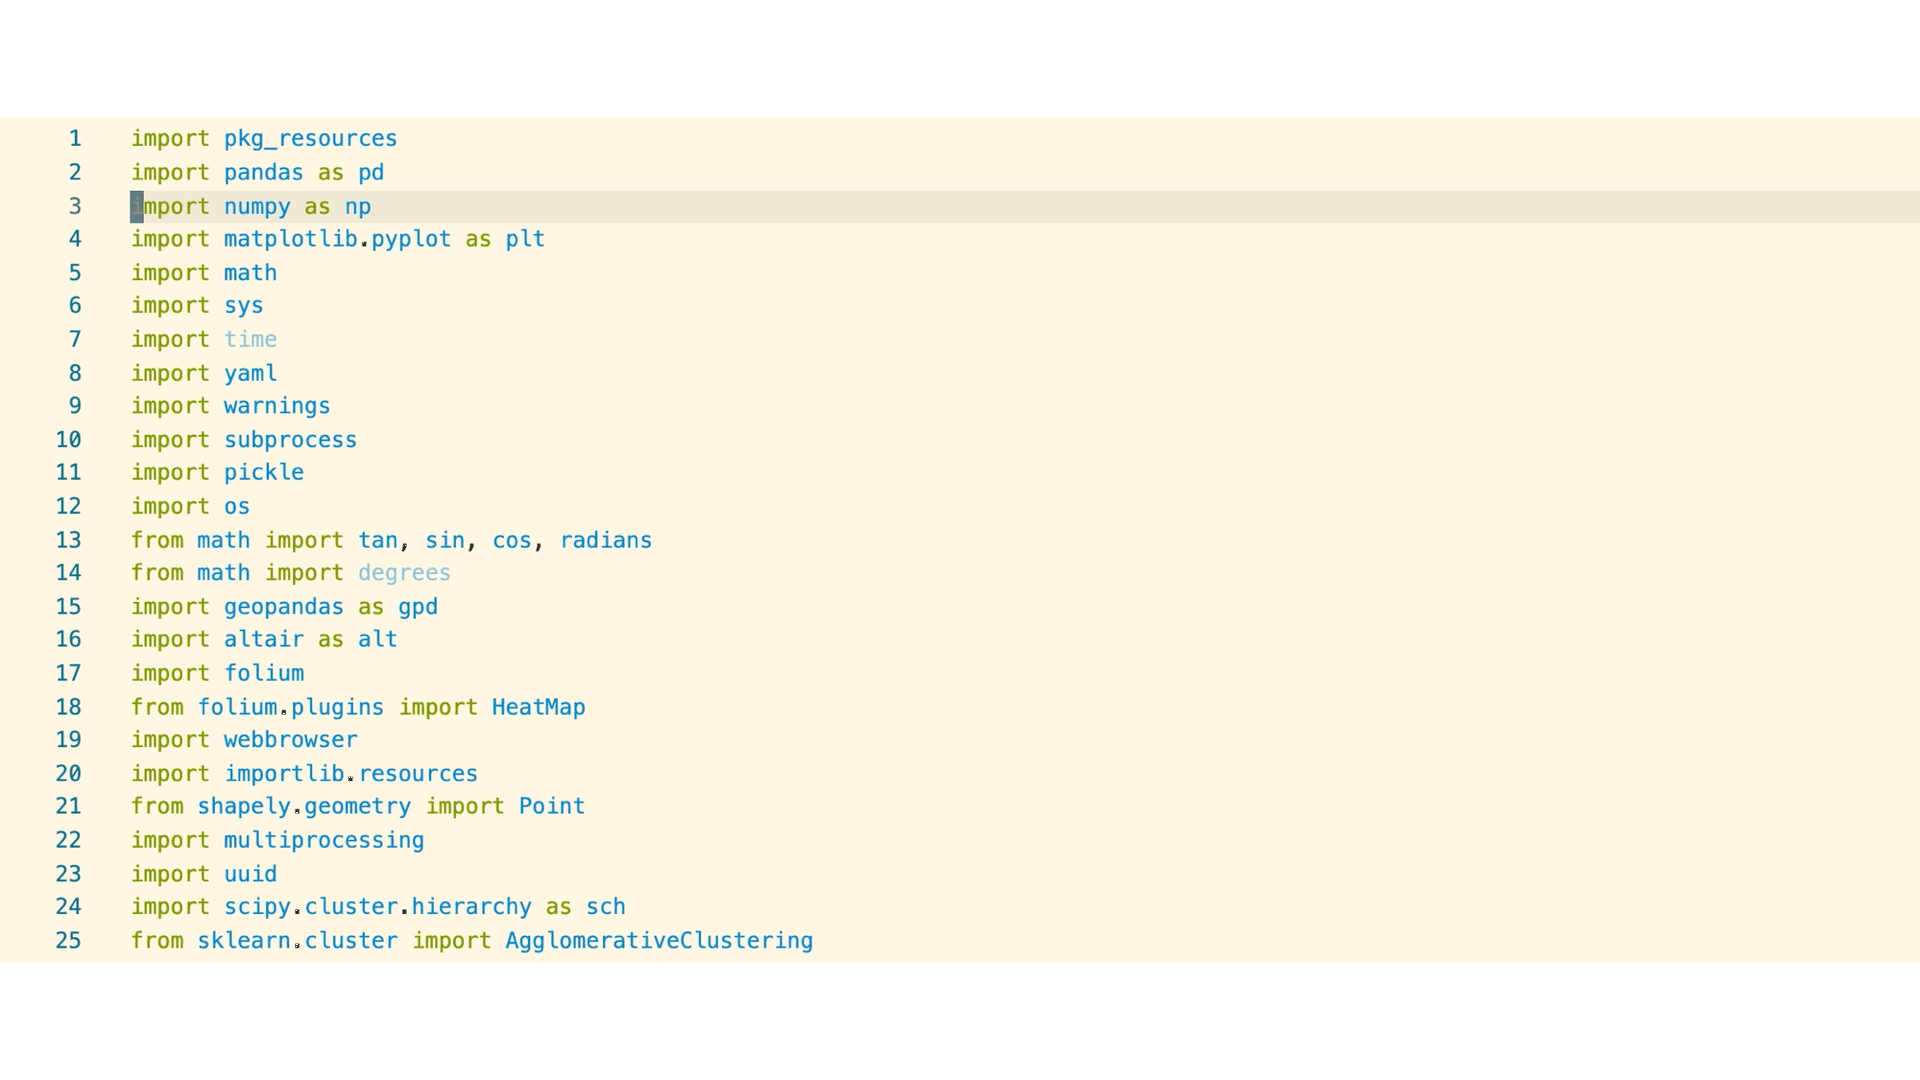 1 import pkg_resources
2 import pandas as pd
3 import numpy as np
4 import matplotlib.pyplot as plt
5 import math
6 import sys
7 import time
8 import yaml
9 import warnings
10 import subprocess
11 import pickle
12 import os
13 from math import tan, sin, cos, radians
14 from math import degrees
15 import geopandas as gpd
16 import altair as alt
17 import folium
18 from folium.plugins import HeatMap
19 import webbrowser
20 import importlib.resources
21 from shapely.geometry import Point
22 import multiprocessing
23 import uuid
24 import scipy.cluster.hierarchy as sch
25 from sklearn.cluster import AgglomerativeClustering